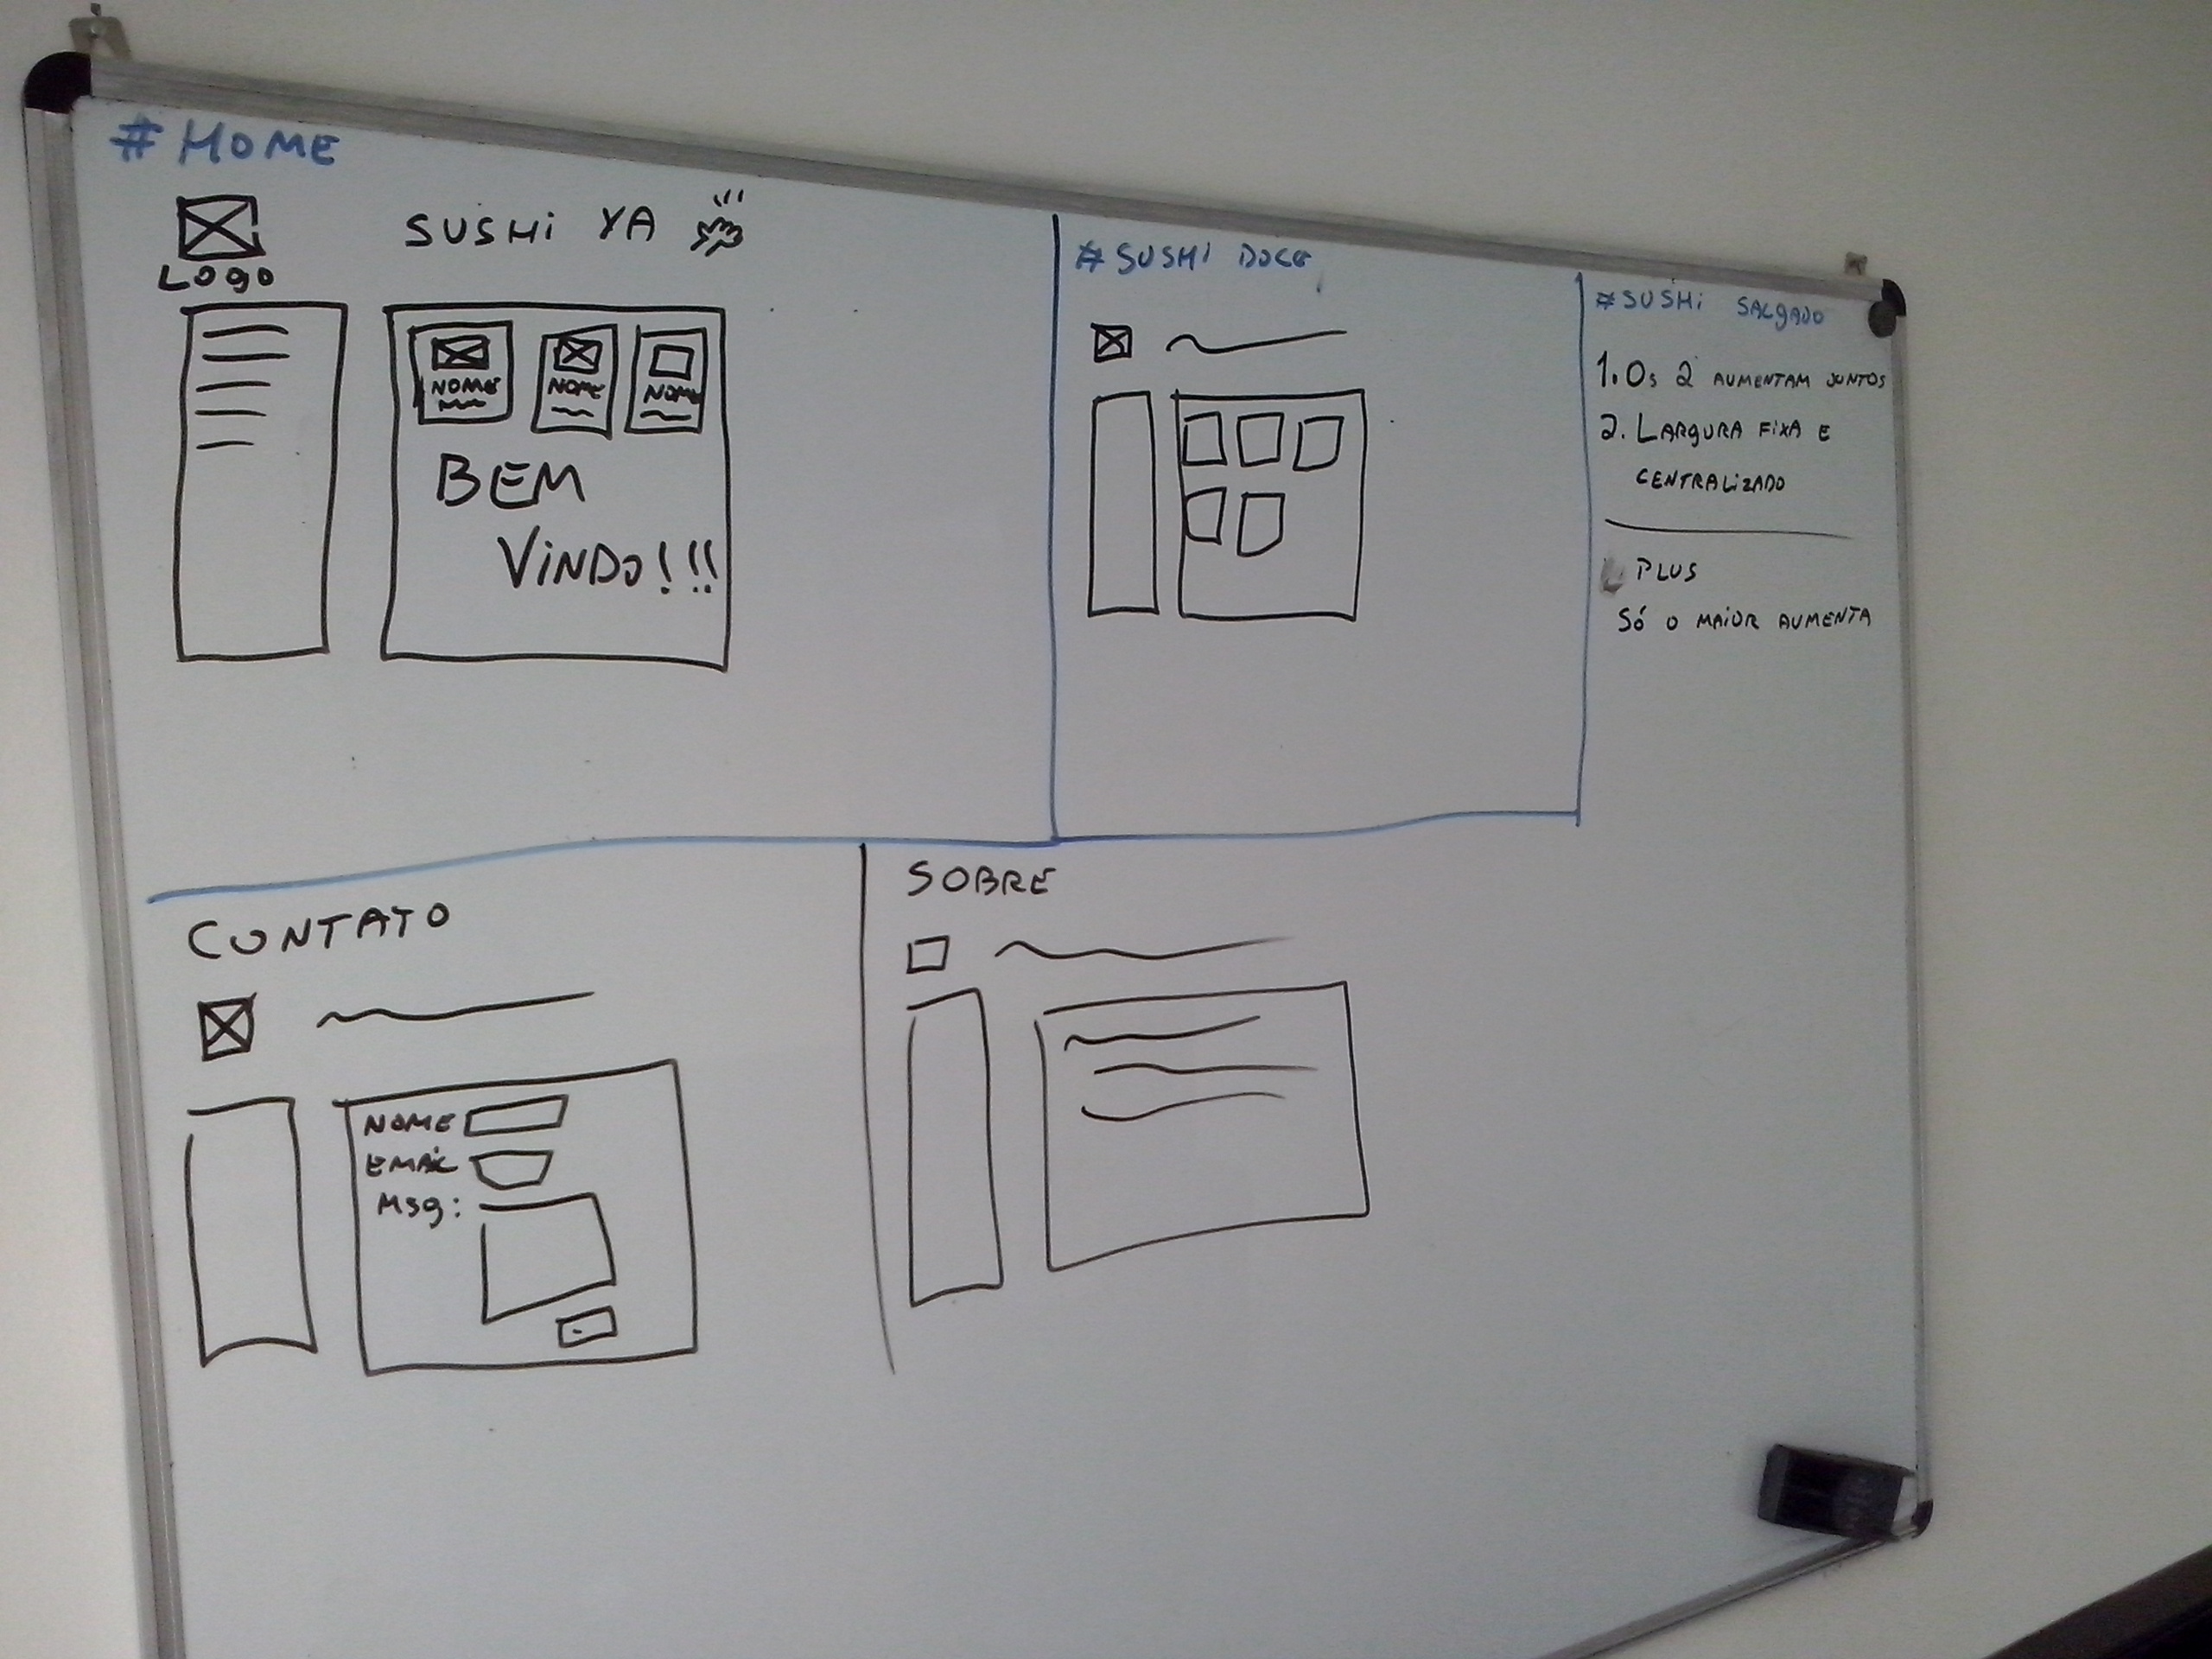 # HOME
SUSHi YA
LOGO
NOME
NOME
NOME
BEM
ViNDO!!!
# SUSHi DOCE
# SUSHi SALGADO
1. Os 2 AUMENTAM JUNTOS
2. LARGURA FIXA E
CENTRALIZADO
PLUS
SÓ O MAIOR AUMENTA
CONTATO
NOME
EMAIL
MSG:
SOBRE